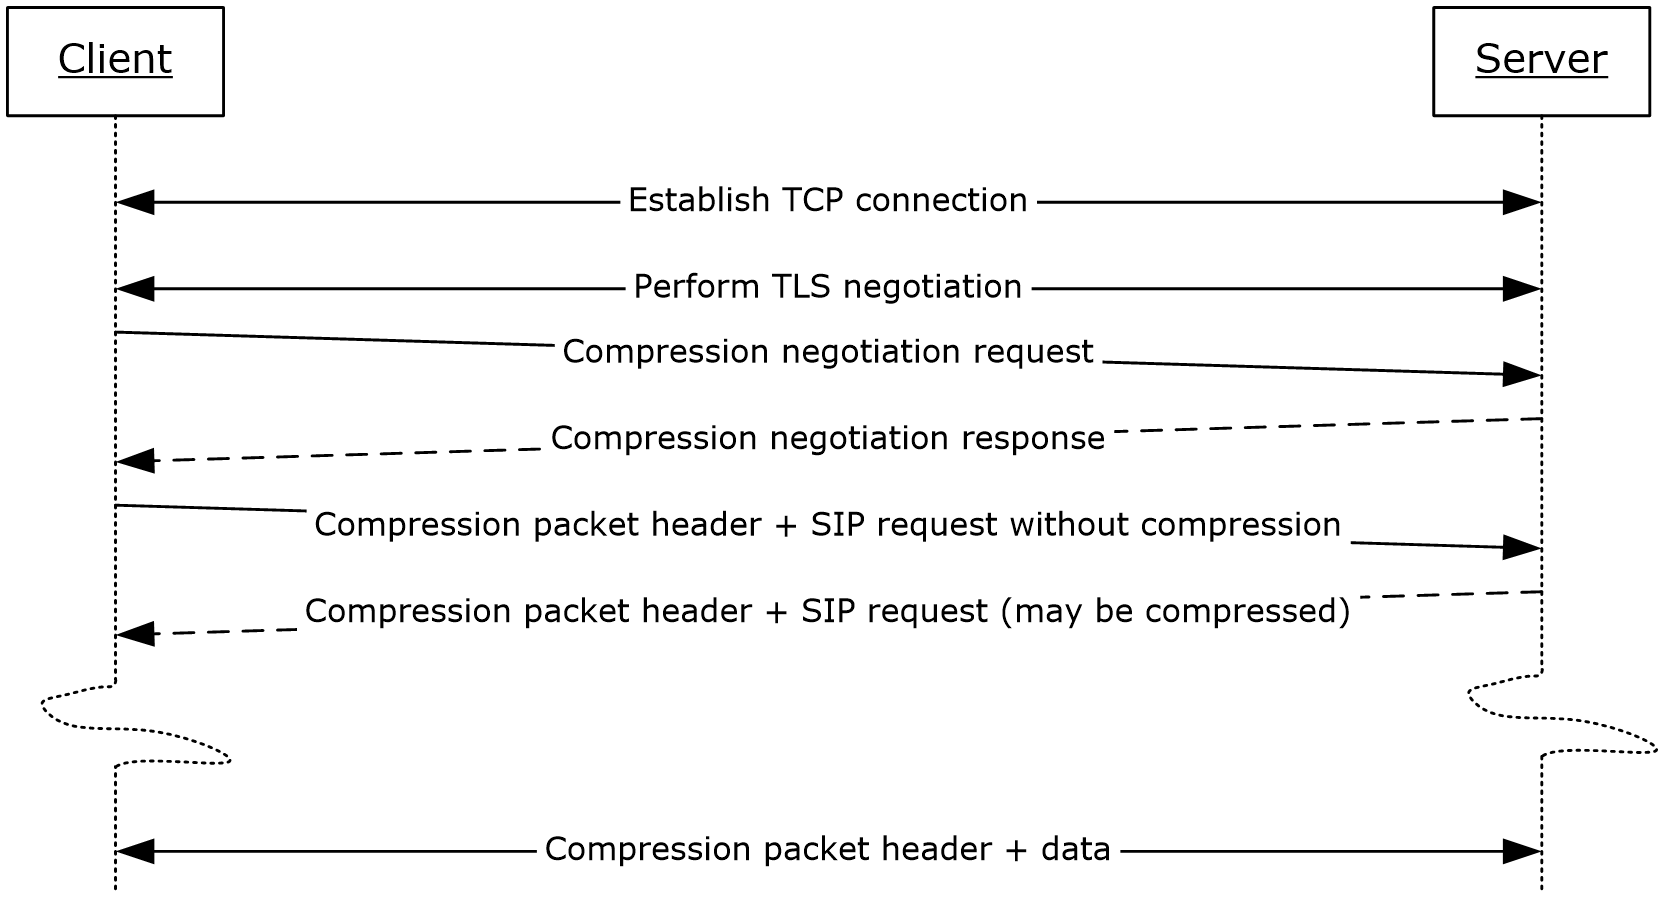 Client
Server
Establish TCP connection
Perform TLS negotiation
Compression negotiation request
Compression negotiation response
Compression packet header + SIP request without compression
Compression packet header + SIP request (may be compressed)
Compression packet header + data